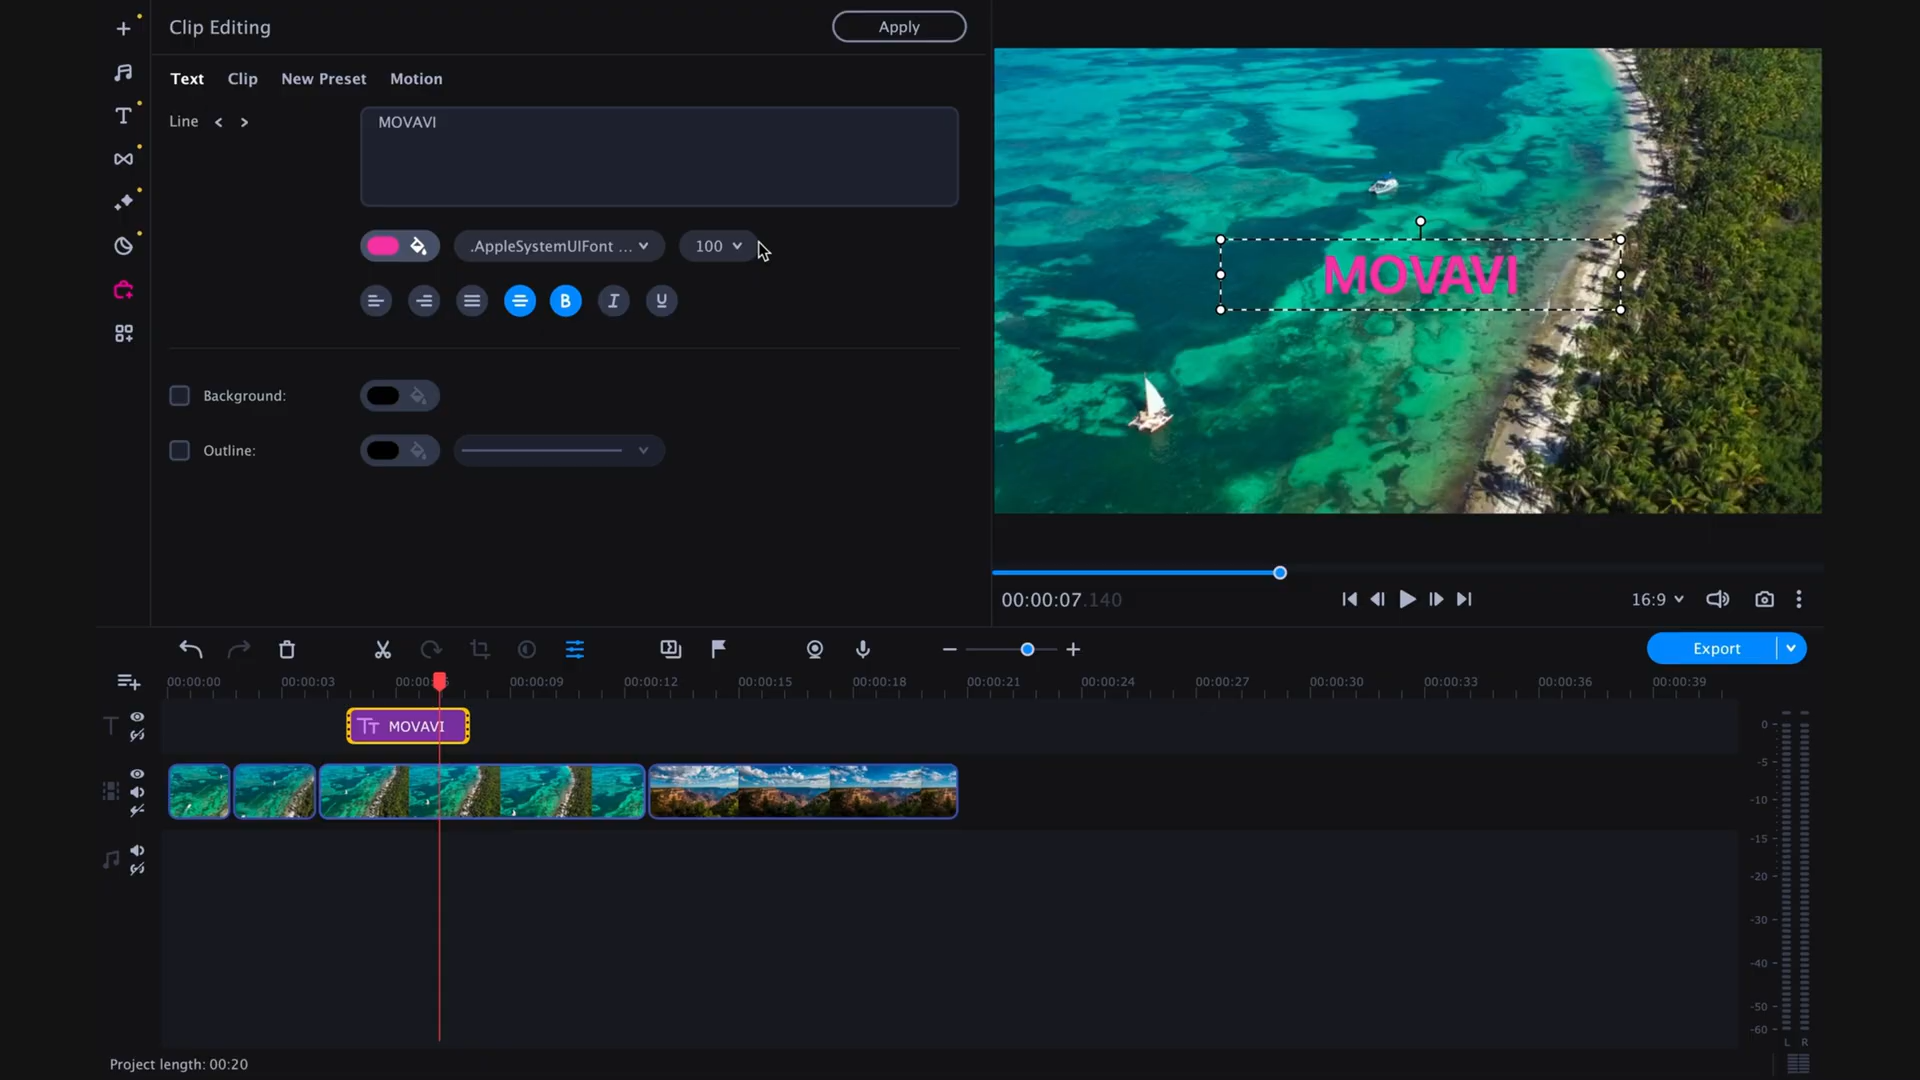 Clip Editing
Apply
Text Clip New Preset Motion
Line < >
MOVAVI
.AppleSystemUIFont ...
100
B I U
Background:
Outline:
MOVAVI
00:00:07.140
16:9
Export
00:00:00 00:00:03 00:00:09 00:00:12 00:00:15 00:00:18 00:00:21 00:00:24 00:00:27 00:00:30 00:00:33 00:00:36 00:00:39
T
TT MOVAVI
0
-5
-10
-15
-20
-30
-40
-50
-60
L R
Project length: 00:20